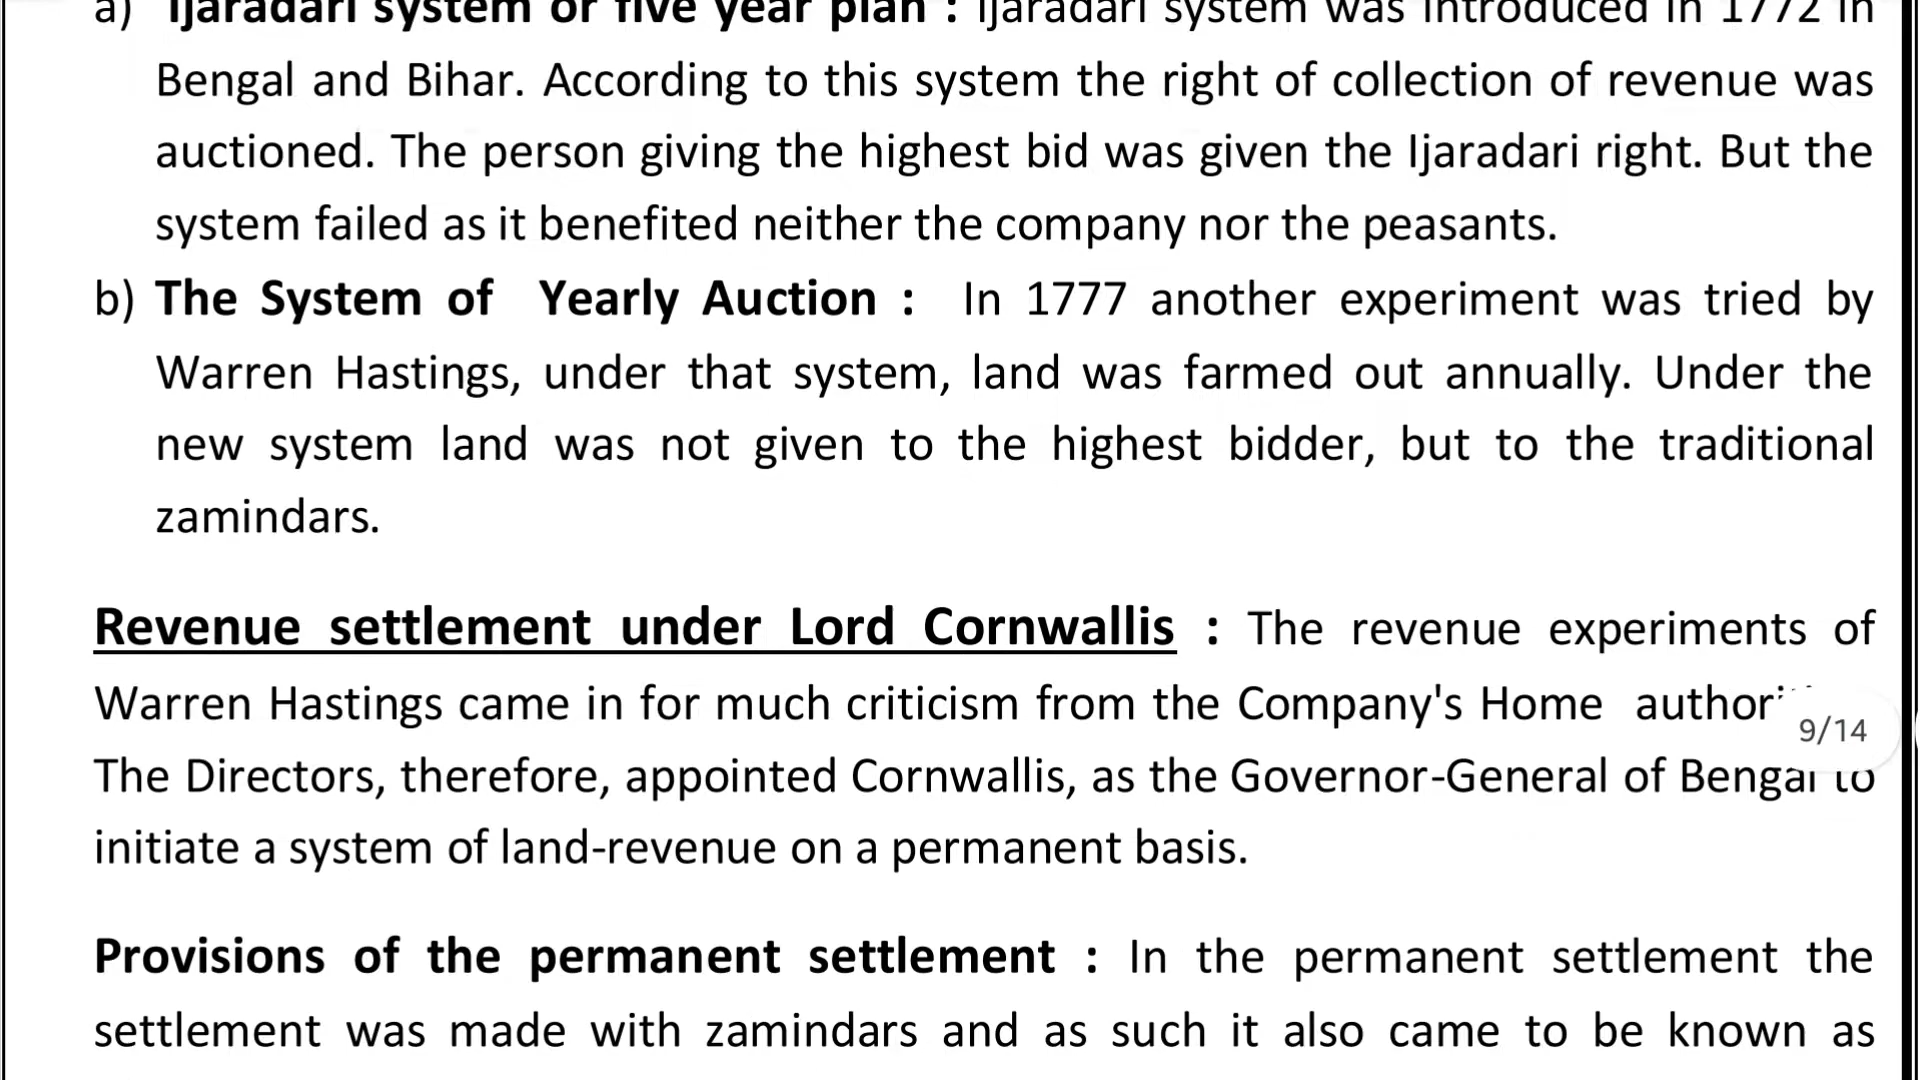 a) Ijaradari system or five year plan : Ijaradari system was introduced in 1772 in
Bengal and Bihar. According to this system the right of collection of revenue was
auctioned. The person giving the highest bid was given the Ijaradari right. But the
system failed as it benefited neither the company nor the peasants.
b) The System of Yearly Auction : In 1777 another experiment was tried by
Warren Hastings, under that system, land was farmed out annually. Under the
new system land was not given to the highest bidder, but to the traditional
zamindars.
Revenue settlement under Lord Cornwallis : The revenue experiments of
Warren Hastings came in for much criticism from the Company's Home
9/14
The Directors, therefore, appointed Cornwallis, as the Governor-General of Bengal to
initiate a system of land-revenue on a permanent basis.
Provisions of the permanent settlement : In the permanent settlement the
settlement was made with zamindars and as such it also came to be known as